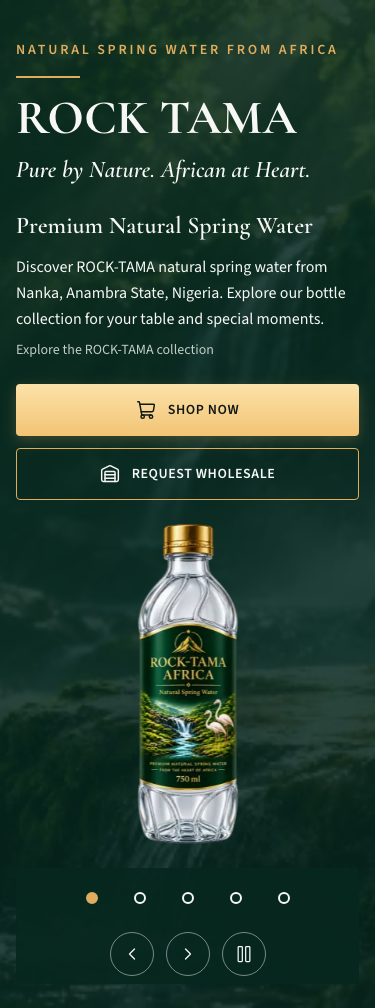 NATURAL SPRING WATER FROM AFRICA
ROCK TAMA
Pure by Nature. African at Heart.
Premium Natural Spring Water
Discover ROCK-TAMA natural spring water from
Nanka, Anambra State, Nigeria. Explore our bottle
collection for your table and special moments.
Explore the ROCK-TAMA collection
SHOP NOW
REQUEST WHOLESALE
ROCK-TAMA
AFRICA
Natural Spring Water
PREMIUM NATURAL SPRING WATER
FROM THE HEART OF AFRICA
750 ml